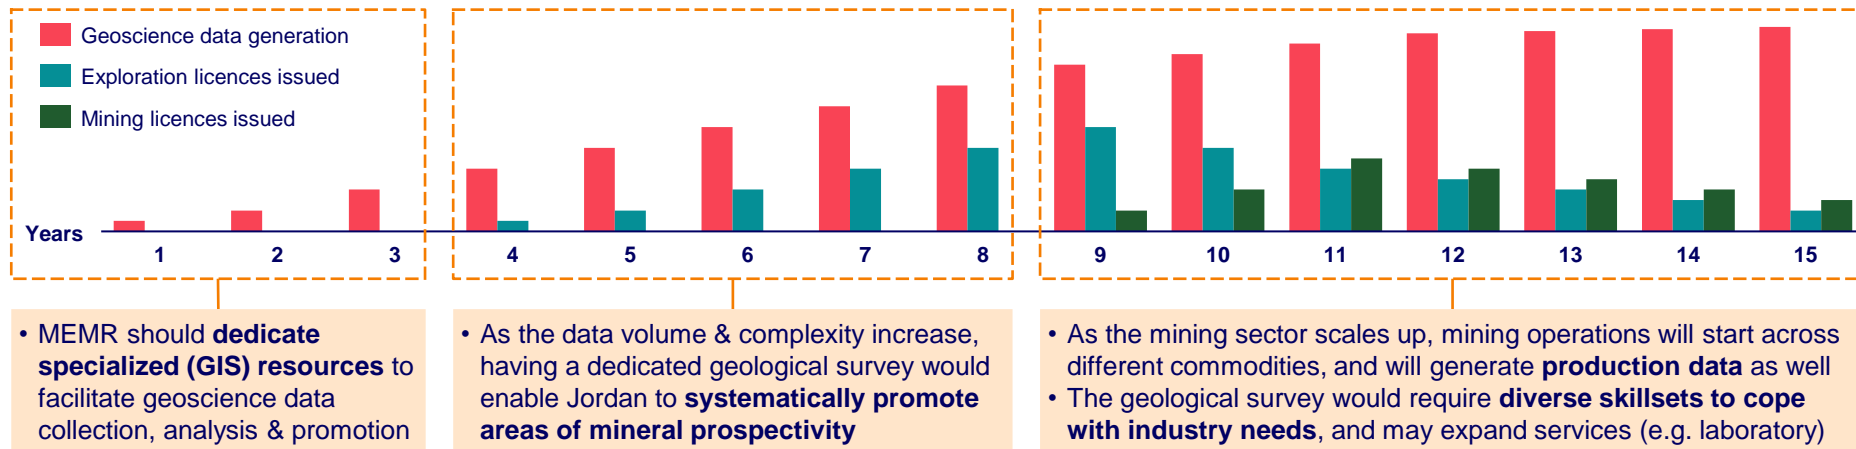 Geoscience data generation
Exploration licences issued
Mining licences issued
Years
1 2 3 4 5 6 7 8 9 10 11 12 13 14 15
• MEMR should dedicate
specialized (GIS) resources to
facilitate geoscience data
collection, analysis & promotion
• As the data volume & complexity increase,
having a dedicated geological survey would
enable Jordan to systematically promote
areas of mineral prospectivity
• As the mining sector scales up, mining operations will start across
different commodities, and will generate production data as well
• The geological survey would require diverse skillsets to cope
with industry needs, and may expand services (e.g. laboratory)